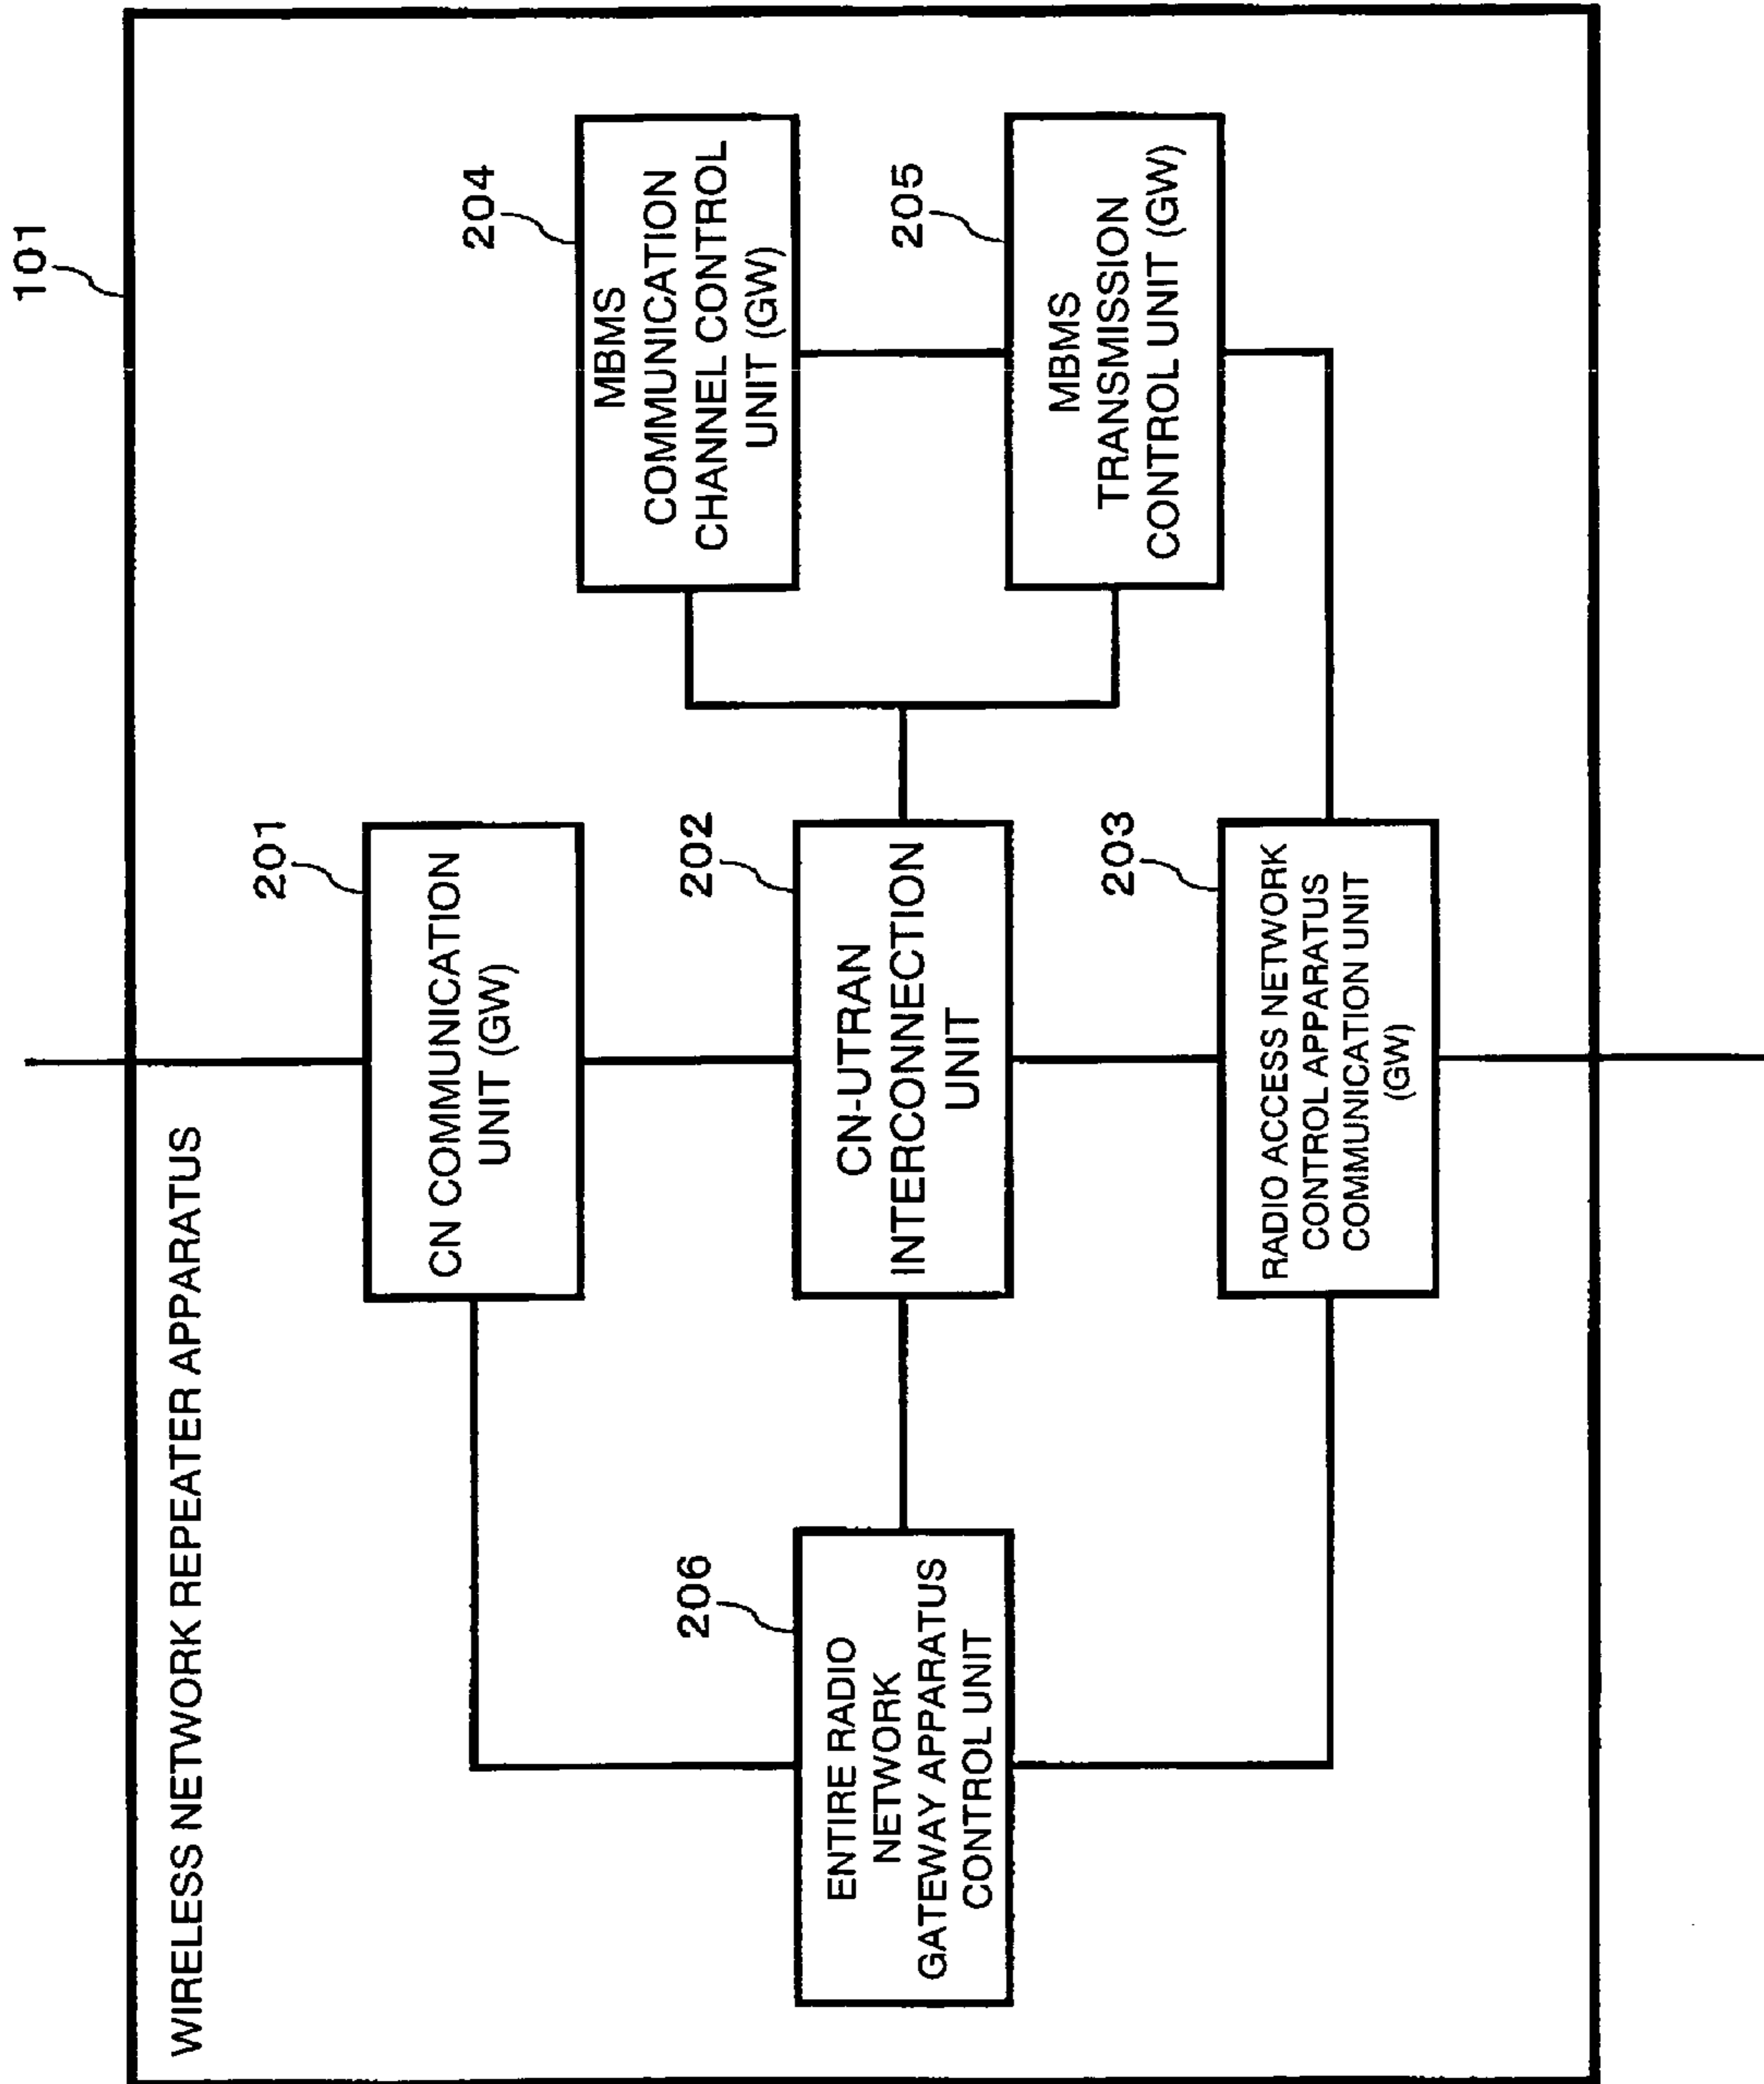 101
WIRELESS NETWORK REPEATER APPARATUS
201
CN COMMUNICATION
UNIT (GW)
204
MBMS
COMMUNICATION
CHANNEL CONTROL
UNIT (GW)
206
ENTIRE RADIO
NETWORK
GATEWAY APPARATUS
CONTROL UNIT
202
CN-UTRAN
INTERCONNECTION
UNIT
205
MBMS
TRANSMISSION
CONTROL UNIT (GW)
203
RADIO ACCESS NETWORK
CONTROL APPARATUS
COMMUNICATION UNIT
(GW)